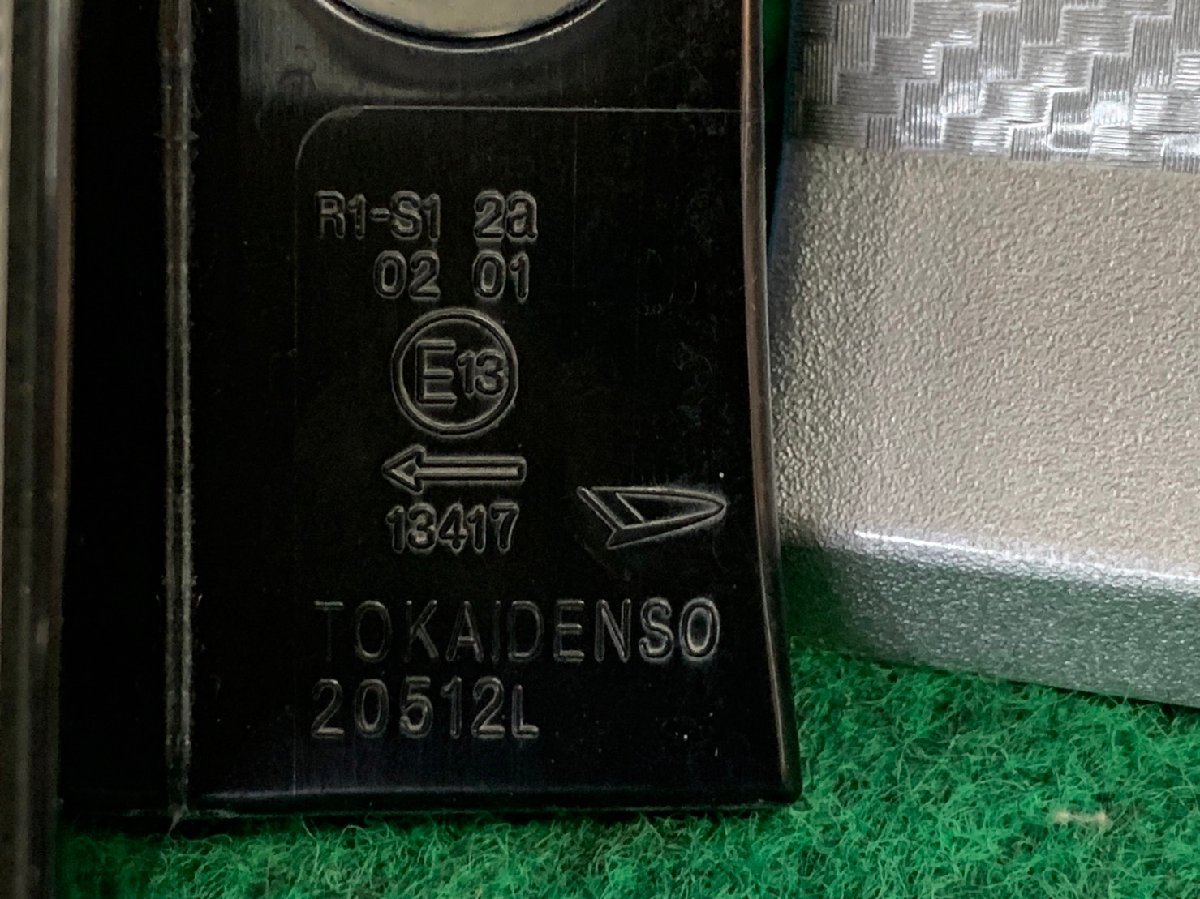 R1-S1 2a
02 01
E13
13417
TOKAIDENSO
20512L